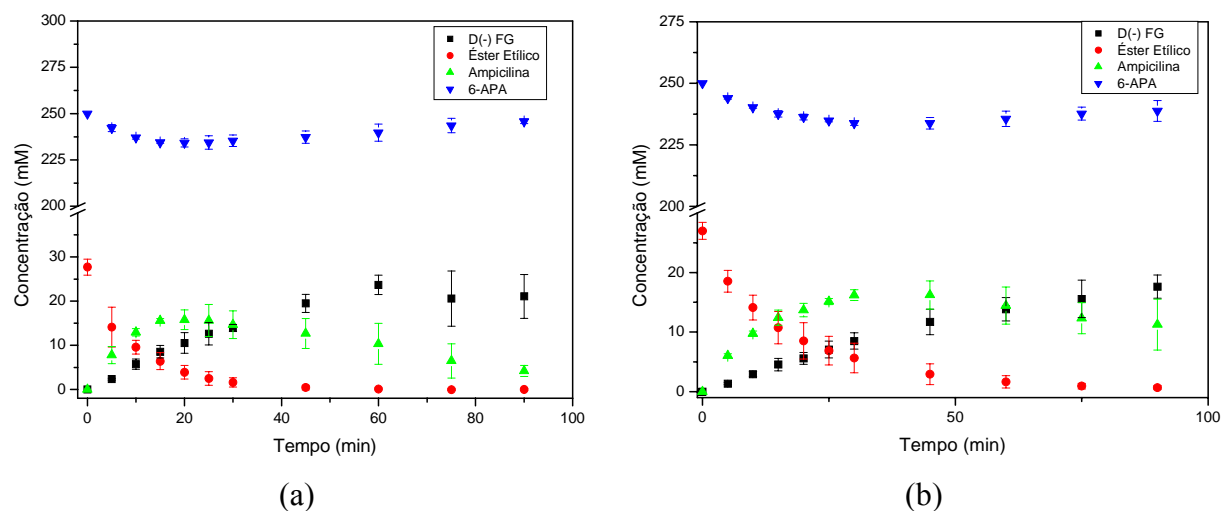 Concentração (mM)
300
275
250
225
200
30
20
10
0
0 20 40 60 80 100
Tempo (min)
D(-) FG
Éster Etílico
Ampicilina
6-APA
(a)
Concentração (mM)
275
250
225
200
20
10
0
0 50 100
Tempo (min)
D(-) FG
Éster Etílico
Ampicilina
6-APA
(b)